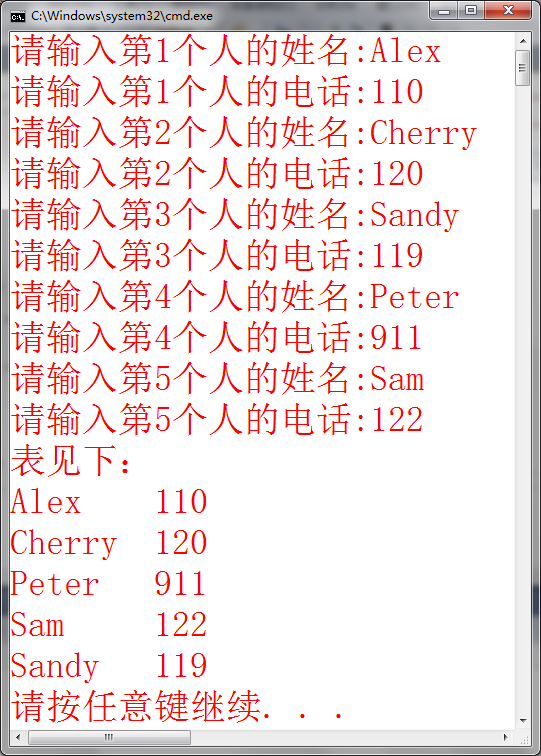 C:\Windows\system32\cmd.exe
请输入第1个人的姓名:Alex
请输入第1个人的电话:110
请输入第2个人的姓名:Cherry
请输入第2个人的电话:120
请输入第3个人的姓名:Sandy
请输入第3个人的电话:119
请输入第4个人的姓名:Peter
请输入第4个人的电话:911
请输入第5个人的姓名:Sam
请输入第5个人的电话:122
表见下：
Alex    110
Cherry  120
Peter   911
Sam     122
Sandy   119
请按任意键继续. . .